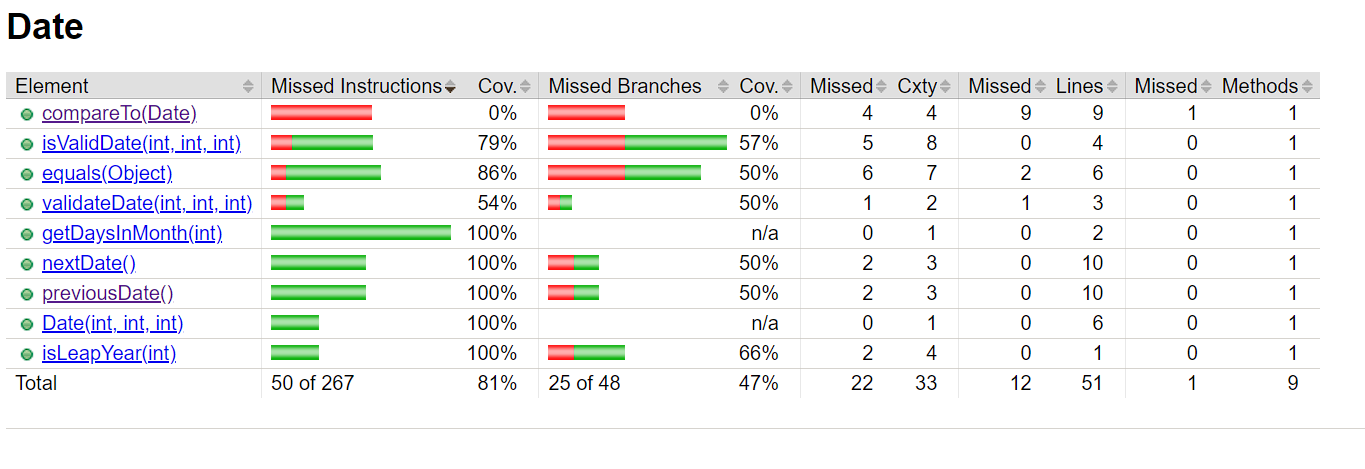 Date
Element Missed Instructions Cov. Missed Branches Cov. Missed Cxty Missed Lines Missed Methods
compareTo(Date) 0% 0% 4 4 9 9 1 1
isValidDate(int, int, int) 79% 57% 5 8 0 4 0 1
equals(Object) 86% 50% 6 7 2 6 0 1
validateDate(int, int, int) 54% 50% 1 2 1 3 0 1
getDaysInMonth(int) 100% n/a 0 1 0 2 0 1
nextDate() 100% 50% 2 3 0 10 0 1
previousDate() 100% 50% 2 3 0 10 0 1
Date(int, int, int) 100% n/a 0 1 0 6 0 1
isLeapYear(int) 100% 66% 2 4 0 1 0 1
Total 50 of 267 81% 25 of 48 47% 22 33 12 51 1 9